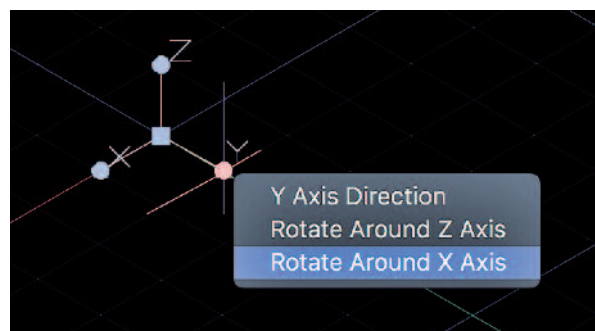 Z
X
Y
Y Axis Direction
Rotate Around Z Axis
Rotate Around X Axis